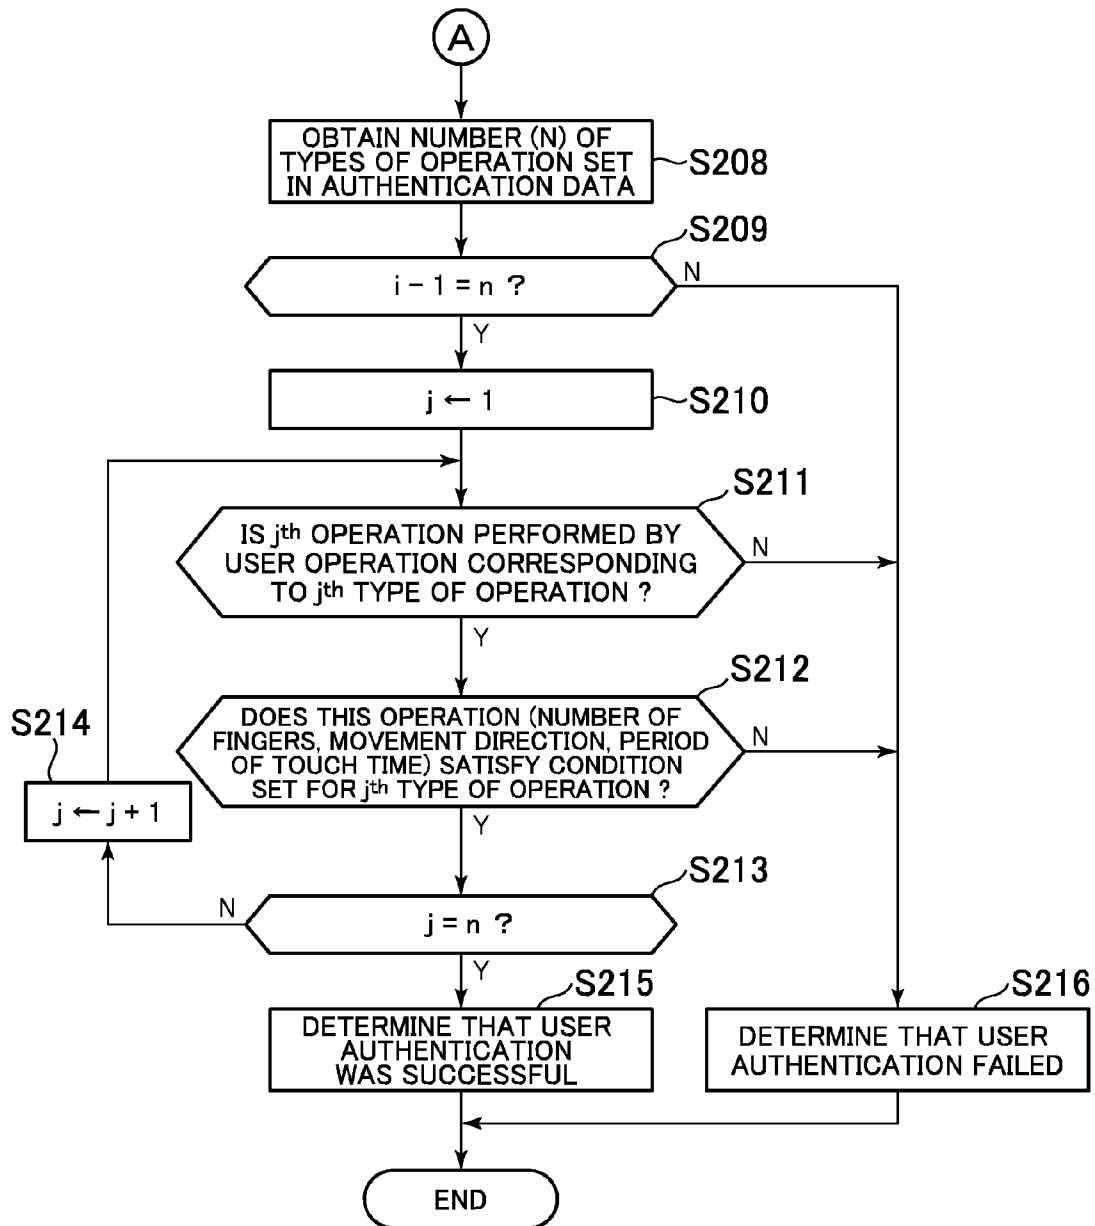 A
OBTAIN NUMBER (N) OF
TYPES OF OPERATION SET
IN AUTHENTICATION DATA
S208
S209
i − 1 = n ?
N
Y
j ← 1
S210
S211
IS jth OPERATION PERFORMED BY
USER OPERATION CORRESPONDING
TO jth TYPE OF OPERATION ?
N
Y
S212
DOES THIS OPERATION (NUMBER OF
FINGERS, MOVEMENT DIRECTION, PERIOD
OF TOUCH TIME) SATISFY CONDITION
SET FOR jth TYPE OF OPERATION ?
N
Y
S214
j ← j + 1
S213
j = n ?
N
Y
S215
DETERMINE THAT USER
AUTHENTICATION
WAS SUCCESSFUL
S216
DETERMINE THAT USER
AUTHENTICATION FAILED
END